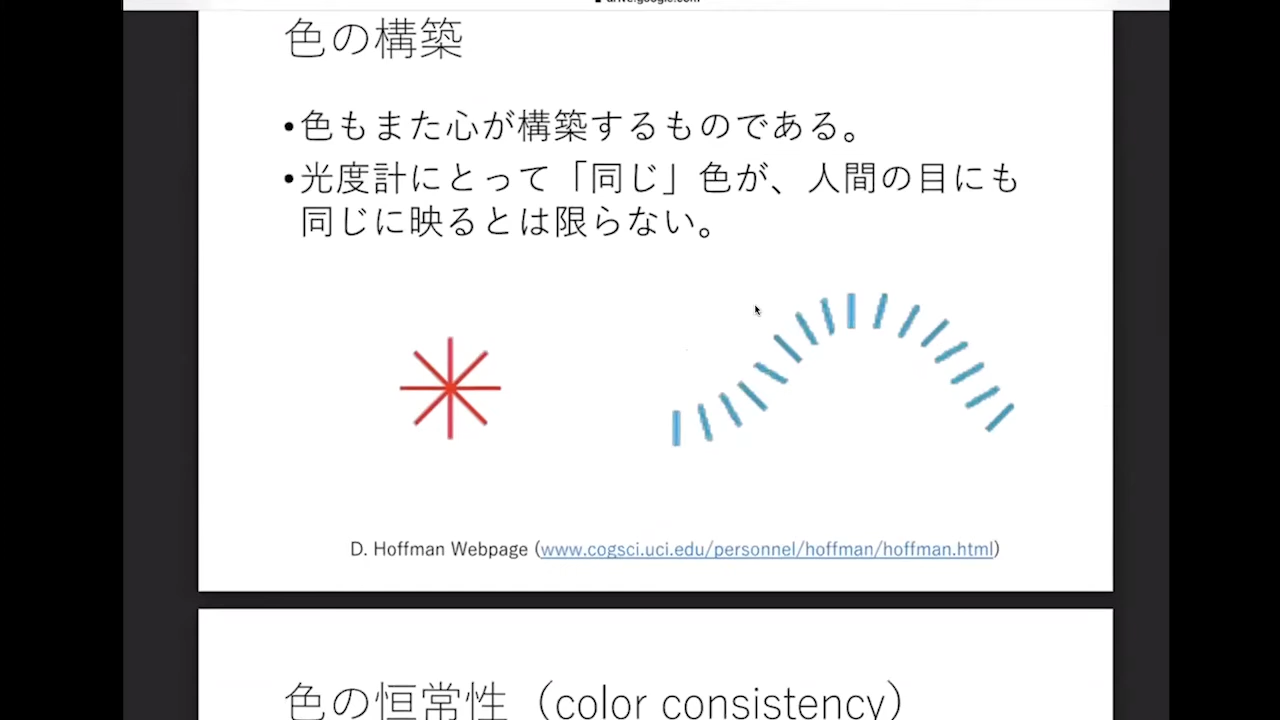 色の構築
•色もまた心が構築するものである。
•光度計にとって「同じ」色が、人間の目にも
同じに映るとは限らない。
D. Hoffman Webpage (www.cogsci.uci.edu/personnel/hoffman/hoffman.html)
色の恒常性（color consistency）